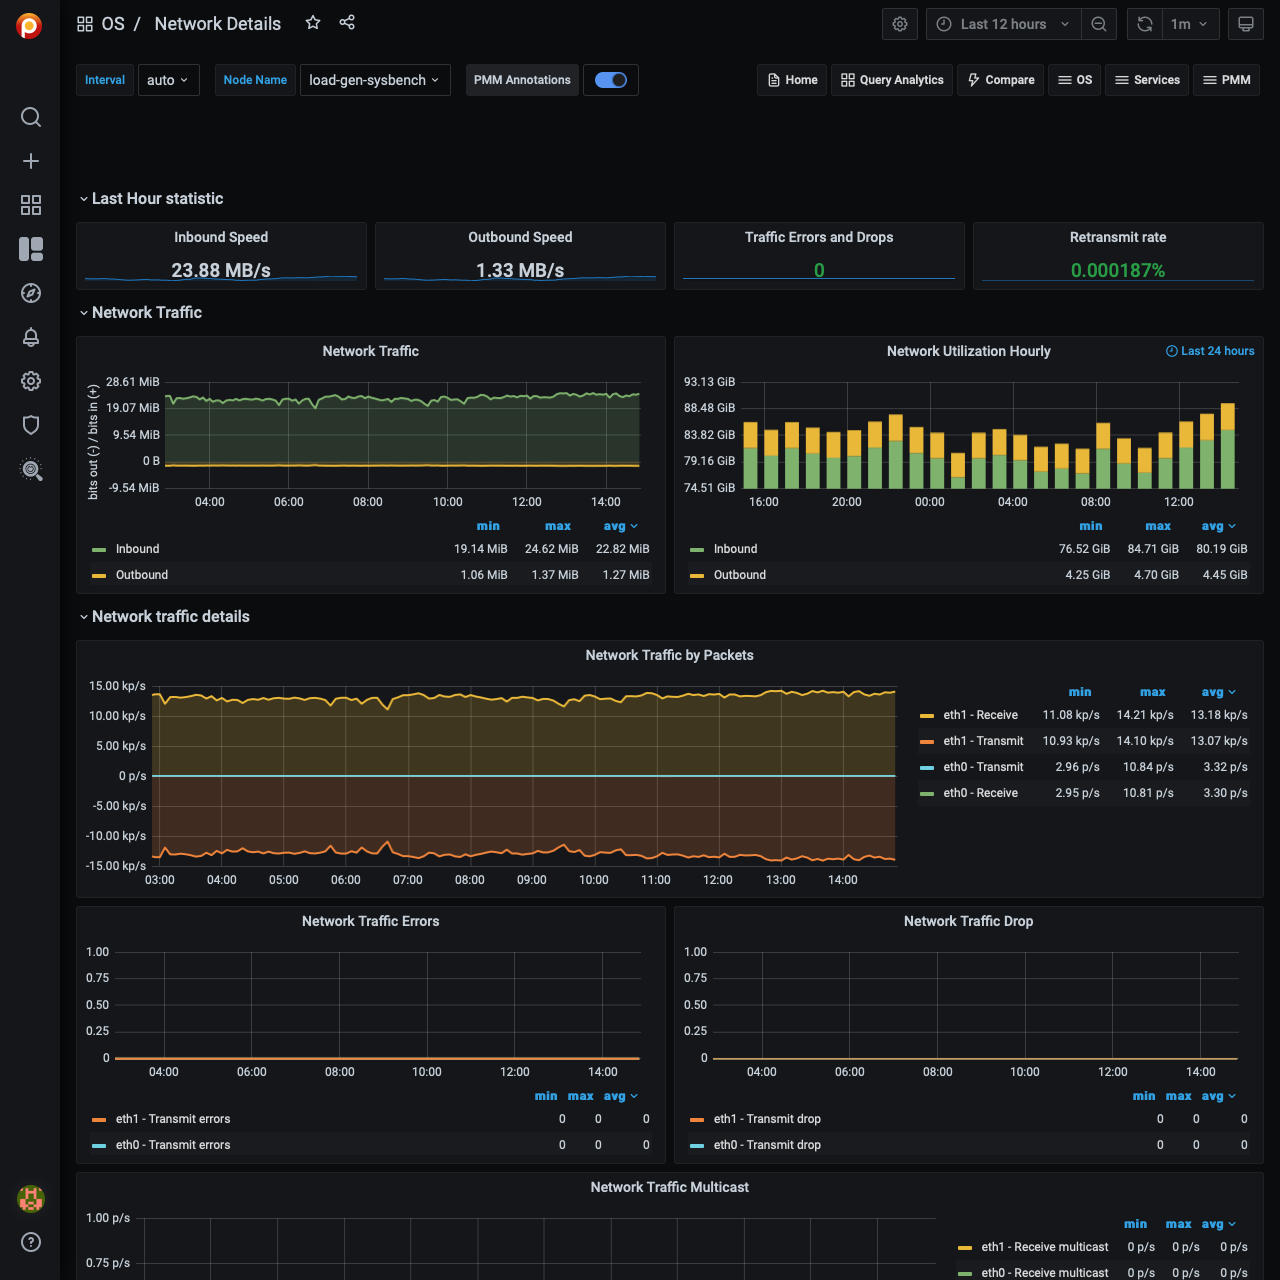 OS / Network Details
Last 12 hours
1m
Interval auto Node Name load-gen-sysbench PMM Annotations
Home Query Analytics Compare OS Services PMM
Last Hour statistic
Inbound Speed
23.88 MB/s
Outbound Speed
1.33 MB/s
Traffic Errors and Drops
0
Retransmit rate
0.000187%
Network Traffic
Network Traffic
bits out (-) / bits in (+)
28.61 MiB
19.07 MiB
9.54 MiB
0 B
-9.54 MiB
04:00 06:00 08:00 10:00 12:00 14:00
min max avg
Inbound 19.14 MiB 24.62 MiB 22.82 MiB
Outbound 1.06 MiB 1.37 MiB 1.27 MiB
Network Utilization Hourly
Last 24 hours
93.13 GiB
88.48 GiB
83.82 GiB
79.16 GiB
74.51 GiB
16:00 20:00 00:00 04:00 08:00 12:00
min max avg
Inbound 76.52 GiB 84.71 GiB 80.19 GiB
Outbound 4.25 GiB 4.70 GiB 4.45 GiB
Network traffic details
Network Traffic by Packets
15.00 kp/s
10.00 kp/s
5.00 kp/s
0 p/s
-5.00 kp/s
-10.00 kp/s
-15.00 kp/s
03:00 04:00 05:00 06:00 07:00 08:00 09:00 10:00 11:00 12:00 13:00 14:00
min max avg
eth1 - Receive 11.08 kp/s 14.21 kp/s 13.18 kp/s
eth1 - Transmit 10.93 kp/s 14.10 kp/s 13.07 kp/s
eth0 - Transmit 2.96 p/s 10.84 p/s 3.32 p/s
eth0 - Receive 2.95 p/s 10.81 p/s 3.30 p/s
Network Traffic Errors
1.00
0.75
0.50
0.25
0
04:00 06:00 08:00 10:00 12:00 14:00
min max avg
eth1 - Transmit errors 0 0 0
eth0 - Transmit errors 0 0 0
Network Traffic Drop
1.00
0.75
0.50
0.25
0
04:00 06:00 08:00 10:00 12:00 14:00
min max avg
eth1 - Transmit drop 0 0 0
eth0 - Transmit drop 0 0 0
Network Traffic Multicast
1.00 p/s
0.75 p/s
min max avg
eth1 - Receive multicast 0 p/s 0 p/s 0 p/s
eth0 - Receive multicast 0 p/s 0 p/s 0 p/s